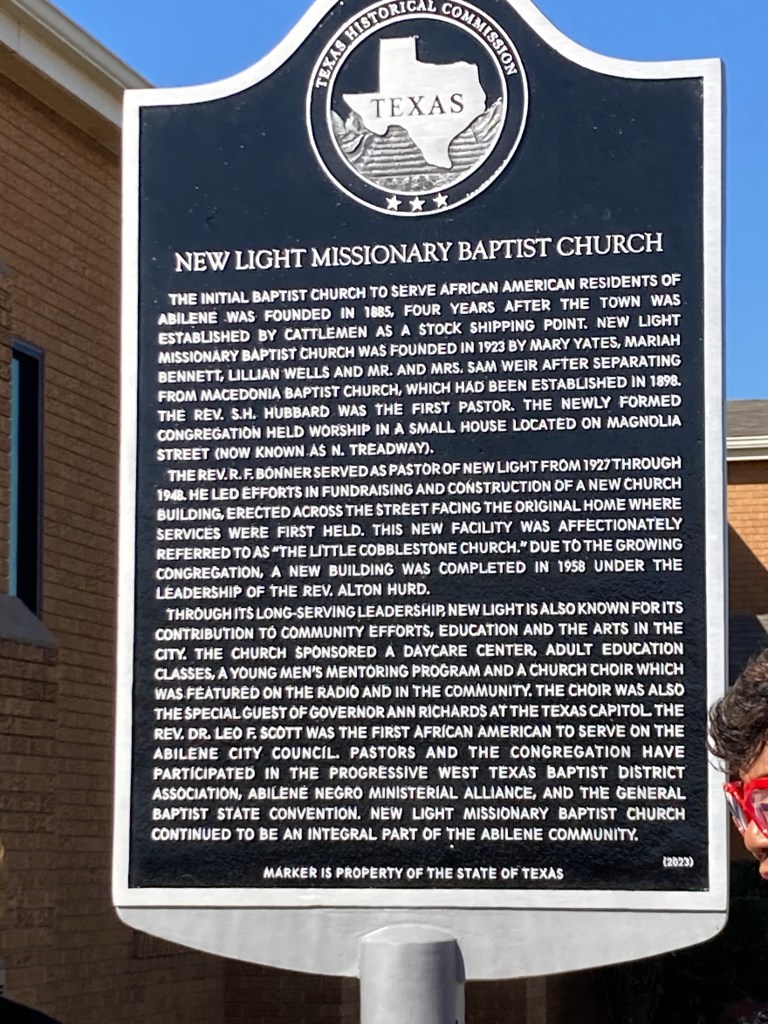 TEXAS HISTORICAL COMMISSION
TEXAS
NEW LIGHT MISSIONARY BAPTIST CHURCH
THE INITIAL BAPTIST CHURCH TO SERVE AFRICAN AMERICAN RESIDENTS OF
ABILENE WAS FOUNDED IN 1885, FOUR YEARS AFTER THE TOWN WAS
ESTABLISHED BY CATTLEMEN AS A STOCK SHIPPING POINT. NEW LIGHT
MISSIONARY BAPTIST CHURCH WAS FOUNDED IN 1923 BY MARY YATES, MARIAH
BENNETT, LILLIAN WELLS AND MR. AND MRS. SAM WEIR AFTER SEPARATING
FROM MACEDONIA BAPTIST CHURCH, WHICH HAD BEEN ESTABLISHED IN 1898.
THE REV. S.H. HUBBARD WAS THE FIRST PASTOR. THE NEWLY FORMED
CONGREGATION HELD WORSHIP IN A SMALL HOUSE LOCATED ON MAGNOLIA
STREET (NOW KNOWN AS N. TREADWAY).
THE REV. R. F. BONNER SERVED AS PASTOR OF NEW LIGHT FROM 1927 THROUGH
1948. HE LED EFFORTS IN FUNDRAISING AND CONSTRUCTION OF A NEW CHURCH
BUILDING, ERECTED ACROSS THE STREET FACING THE ORIGINAL HOME WHERE
SERVICES WERE FIRST HELD. THIS NEW FACILITY WAS AFFECTIONATELY
REFERRED TO AS "THE LITTLE COBBLESTONE CHURCH." DUE TO THE GROWING
CONGREGATION, A NEW BUILDING WAS COMPLETED IN 1958 UNDER THE
LEADERSHIP OF THE REV. ALTON HURD.
THROUGH ITS LONG-SERVING LEADERSHIP, NEW LIGHT IS ALSO KNOWN FOR ITS
CONTRIBUTION TO COMMUNITY EFFORTS, EDUCATION AND THE ARTS IN THE
CITY. THE CHURCH SPONSORED A DAYCARE CENTER, ADULT EDUCATION
CLASSES, A YOUNG MEN'S MENTORING PROGRAM AND A CHURCH CHOIR WHICH
WAS FEATURED ON THE RADIO AND IN THE COMMUNITY. THE CHOIR WAS ALSO
THE SPECIAL GUEST OF GOVERNOR ANN RICHARDS AT THE TEXAS CAPITOL. THE
REV. DR. LEO F. SCOTT WAS THE FIRST AFRICAN AMERICAN TO SERVE ON THE
ABILENE CITY COUNCIL. PASTORS AND THE CONGREGATION HAVE
PARTICIPATED IN THE PROGRESSIVE WEST TEXAS BAPTIST DISTRICT
ASSOCIATION, ABILENE NEGRO MINISTERIAL ALLIANCE, AND THE GENERAL
BAPTIST STATE CONVENTION. NEW LIGHT MISSIONARY BAPTIST CHURCH
CONTINUED TO BE AN INTEGRAL PART OF THE ABILENE COMMUNITY.
(2023)
MARKER IS PROPERTY OF THE STATE OF TEXAS